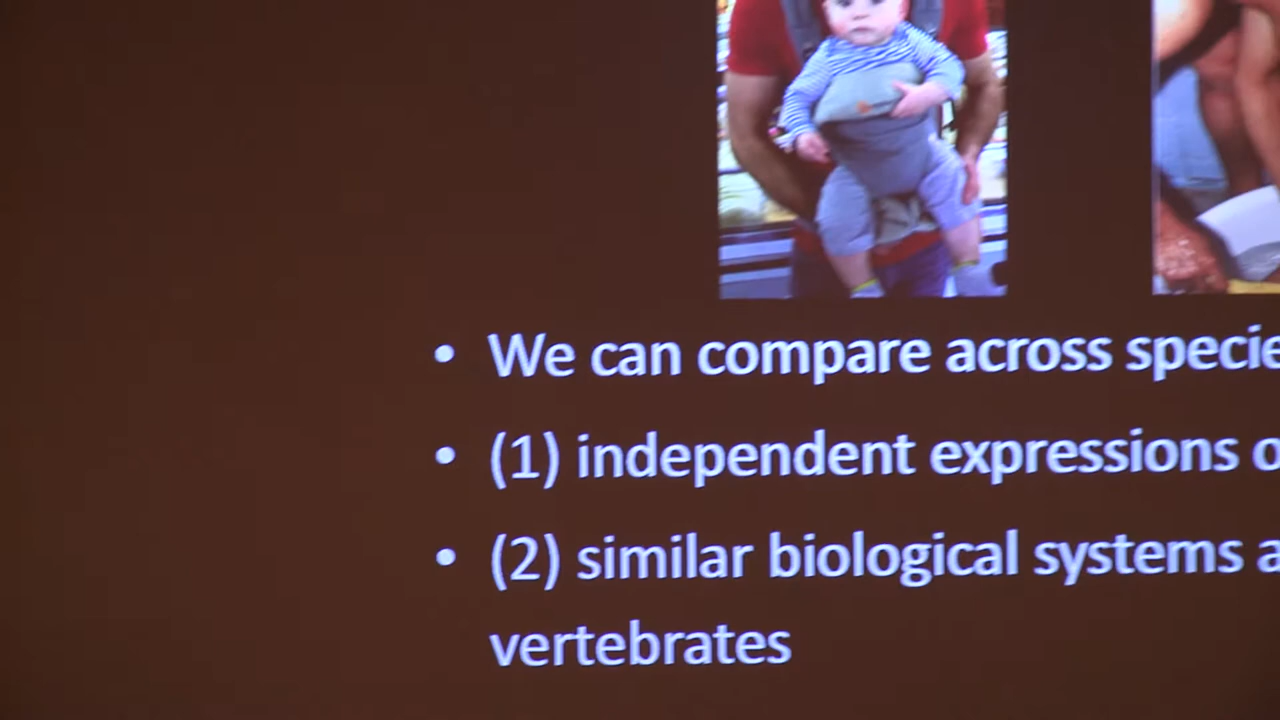 • We can compare across specie
• (1) independent expressions o
• (2) similar biological systems a
vertebrates